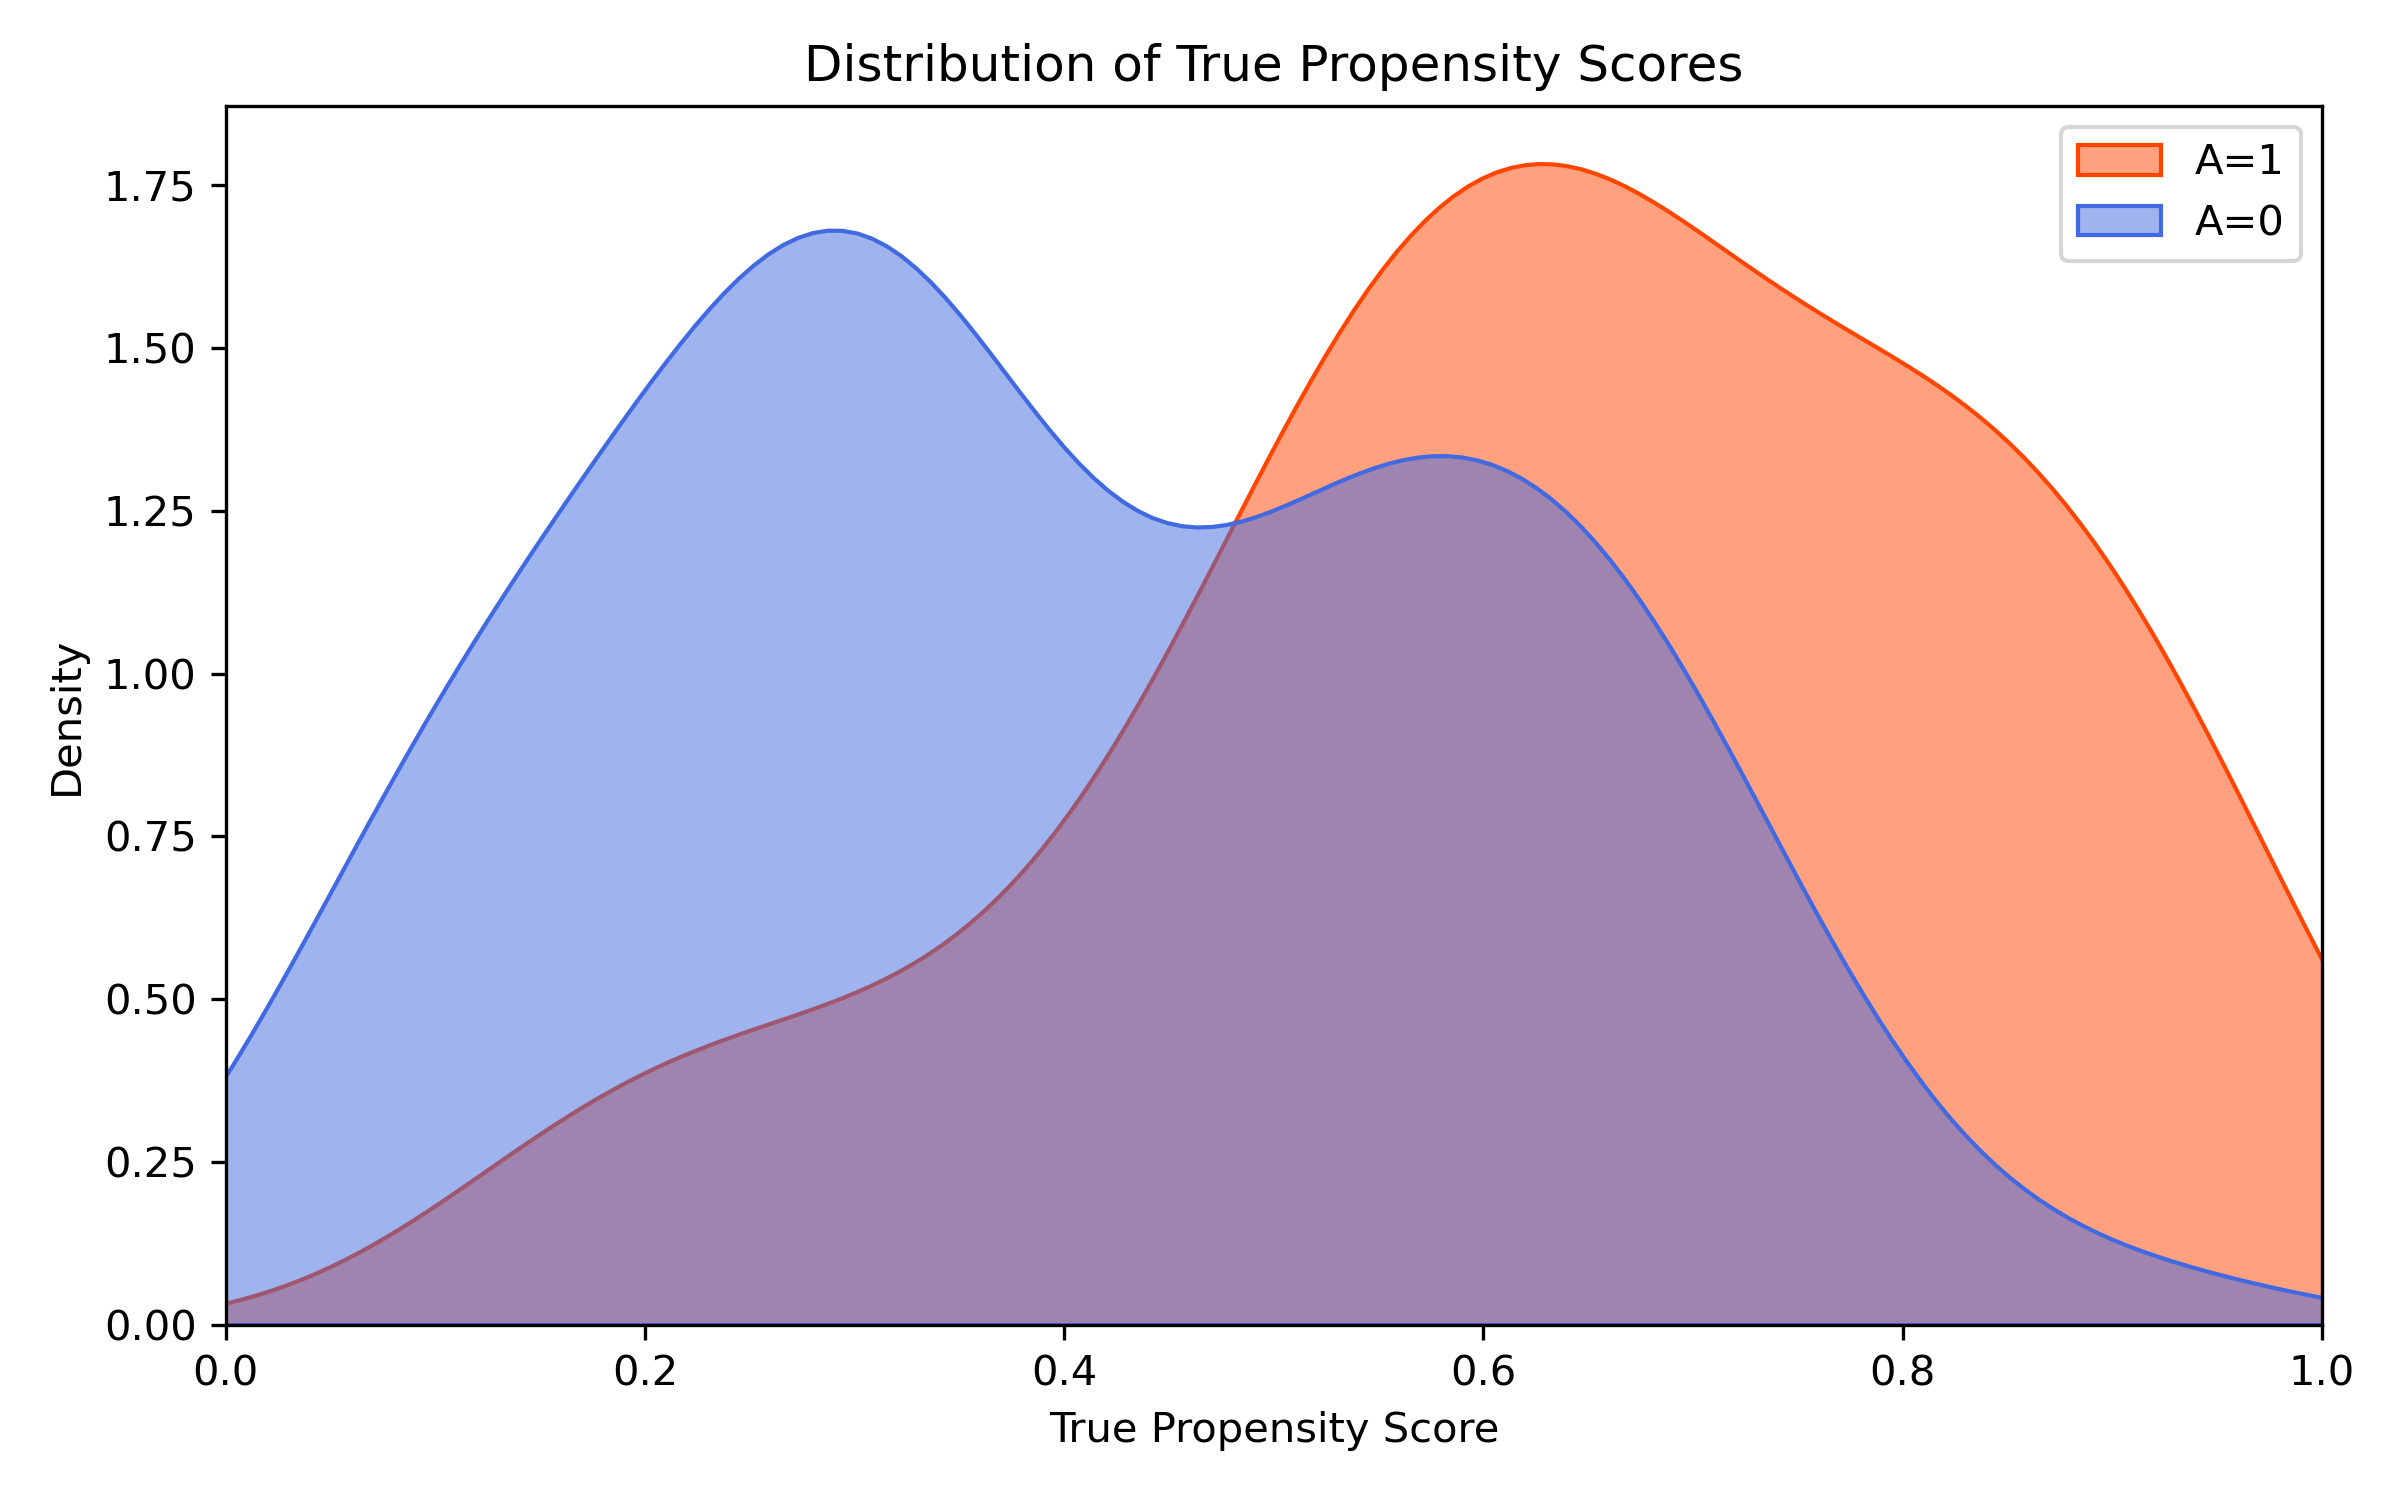 Distribution of True Propensity Scores
A=1
A=0
Density
1.75
1.50
1.25
1.00
0.75
0.50
0.25
0.00
0.0 0.2 0.4 0.6 0.8 1.0
True Propensity Score